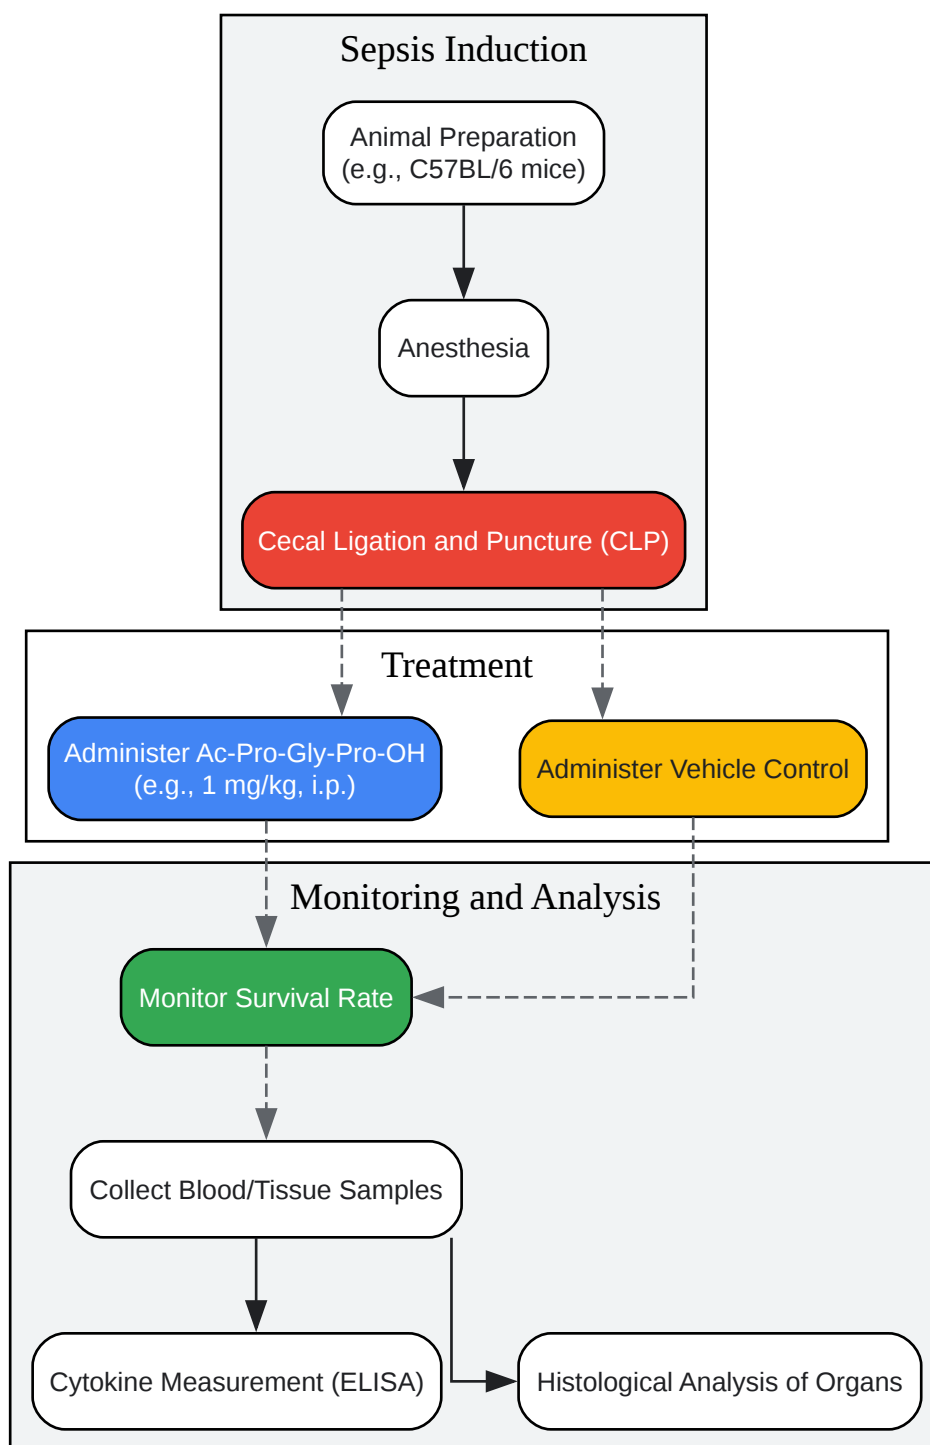 Sepsis Induction
Animal Preparation
(e.g., C57BL/6 mice)
Anesthesia
Cecal Ligation and Puncture (CLP)
Treatment
Administer Ac-Pro-Gly-Pro-OH
(e.g., 1 mg/kg, i.p.)
Administer Vehicle Control
Monitoring and Analysis
Monitor Survival Rate
Collect Blood/Tissue Samples
Cytokine Measurement (ELISA)
Histological Analysis of Organs